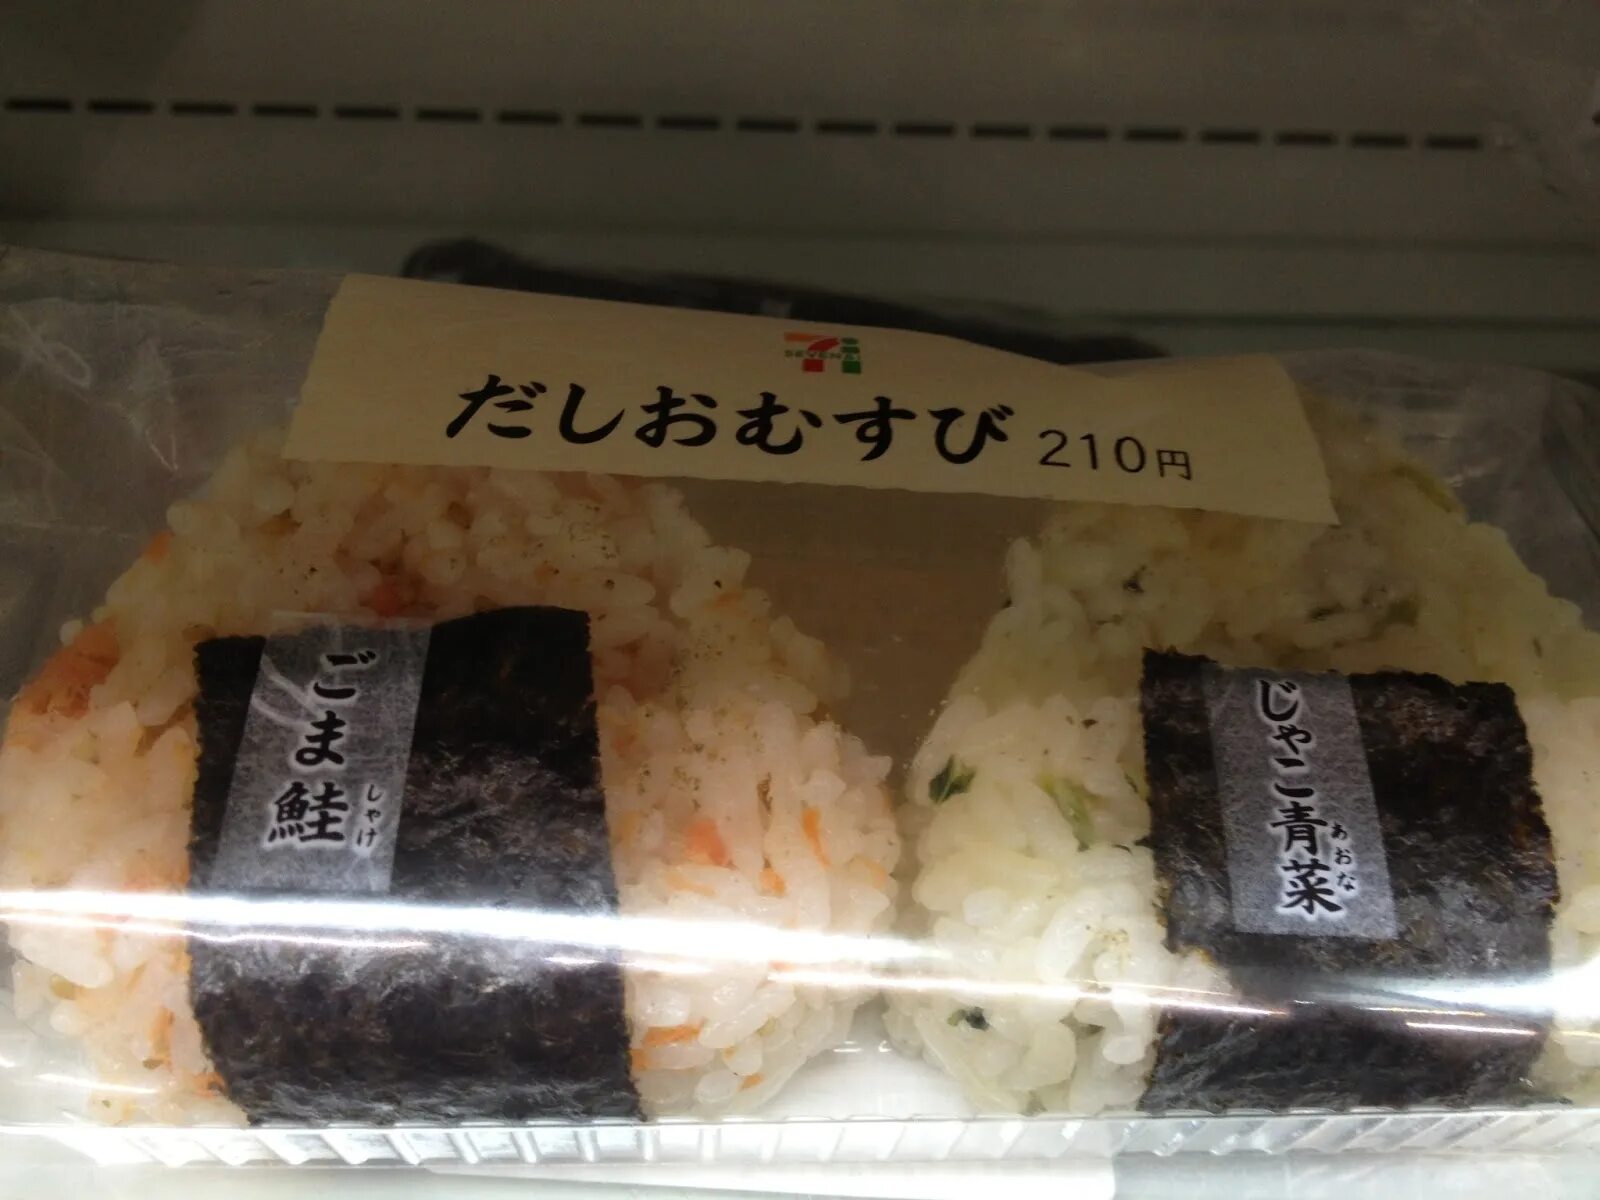 SEVEN&i
だしおむすび 210円
ごま鮭
しゃけ
じゃこ青菜
あおな